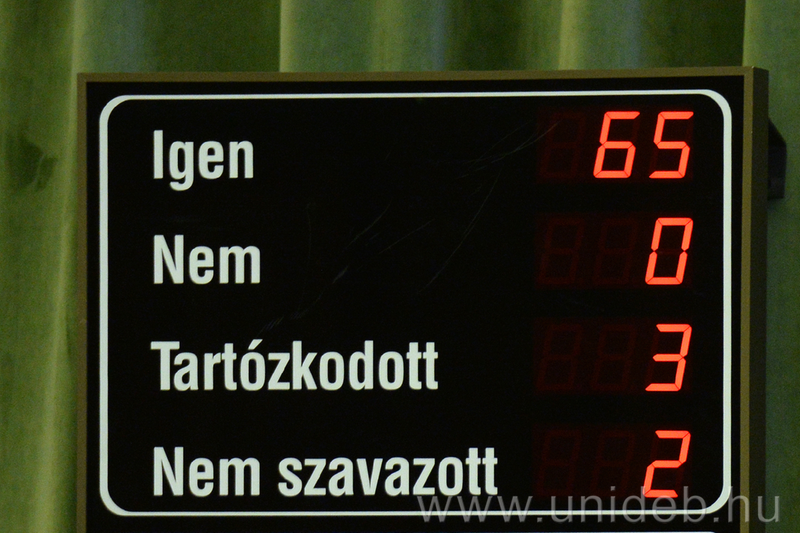 Igen 65
Nem 0
Tartózkodott 3
Nem szavazott 2
www.unideb.hu